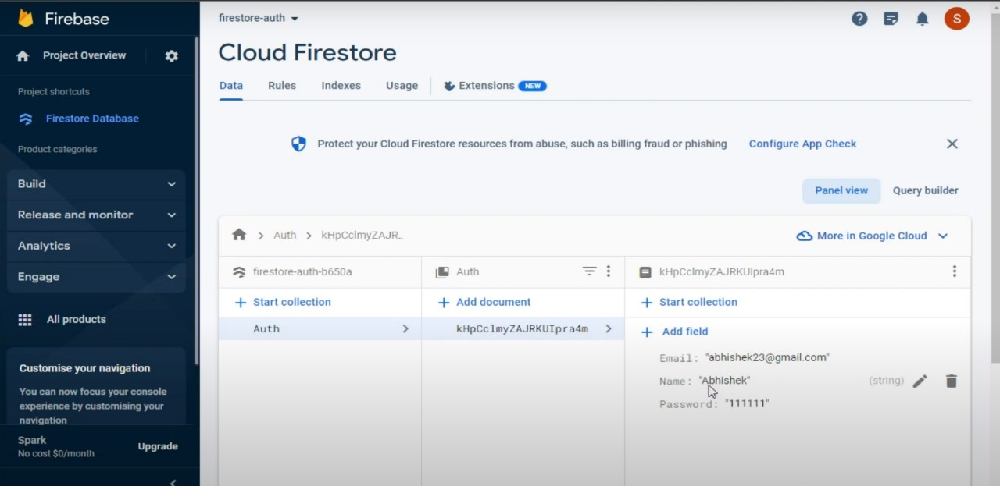 Firebase
Project Overview
Project shortcuts
Firestore Database
Product categories
Build
Release and monitor
Analytics
Engage
All products
Customise your navigation
You can now focus your console
experience by customising your
navigation
Spark
No cost $0/month
Upgrade
firestore-auth
S
Cloud Firestore
Data Rules Indexes Usage Extensions NEW
Protect your Cloud Firestore resources from abuse, such as billing fraud or phishing Configure App Check
Panel view Query builder
Auth kHpCclmyZAJR.. More in Google Cloud
firestore-auth-b650a
Start collection
Auth
Auth
Add document
kHpCclmyZAJRKUIpra4m
kHpCclmyZAJRKUIpra4m
Start collection
Add field
Email: "abhishek23@gmail.com"
Name: "Abhishek" (string)
Password: "111111"